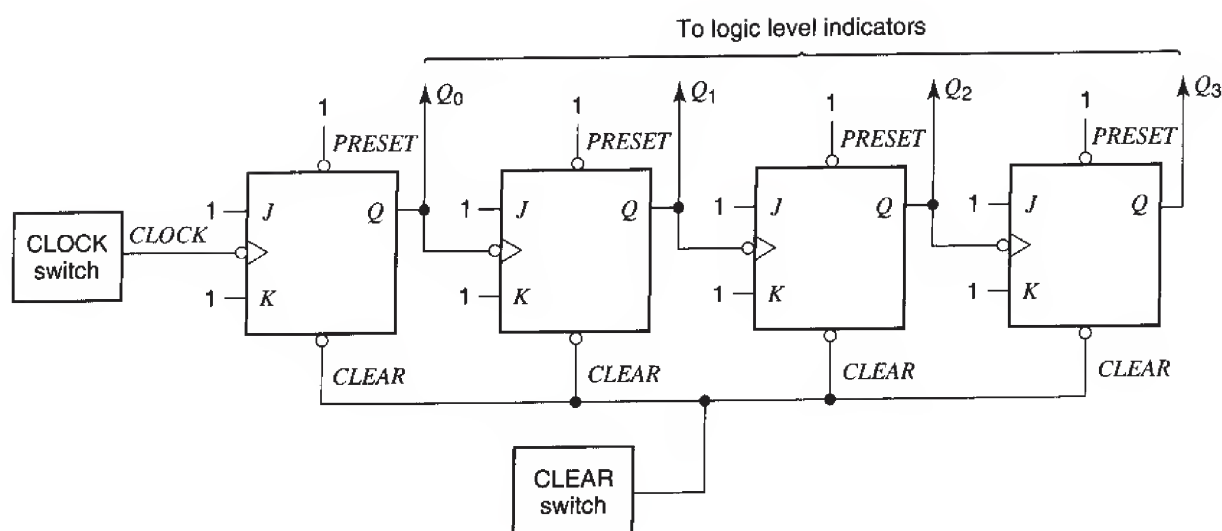 To logic level indicators
1
Q0
1
Q1
1
Q2
1
Q3
PRESET
PRESET
PRESET
PRESET
1
J
Q
1
J
Q
1
J
Q
1
J
Q
CLOCK
switch
CLOCK
1
K
1
K
1
K
1
K
CLEAR
CLEAR
CLEAR
CLEAR
CLEAR
switch